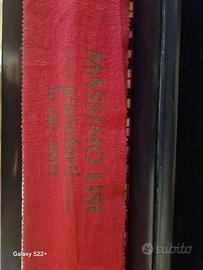 MASSIMO LISI
pianoforti
Galaxy S22+
subito